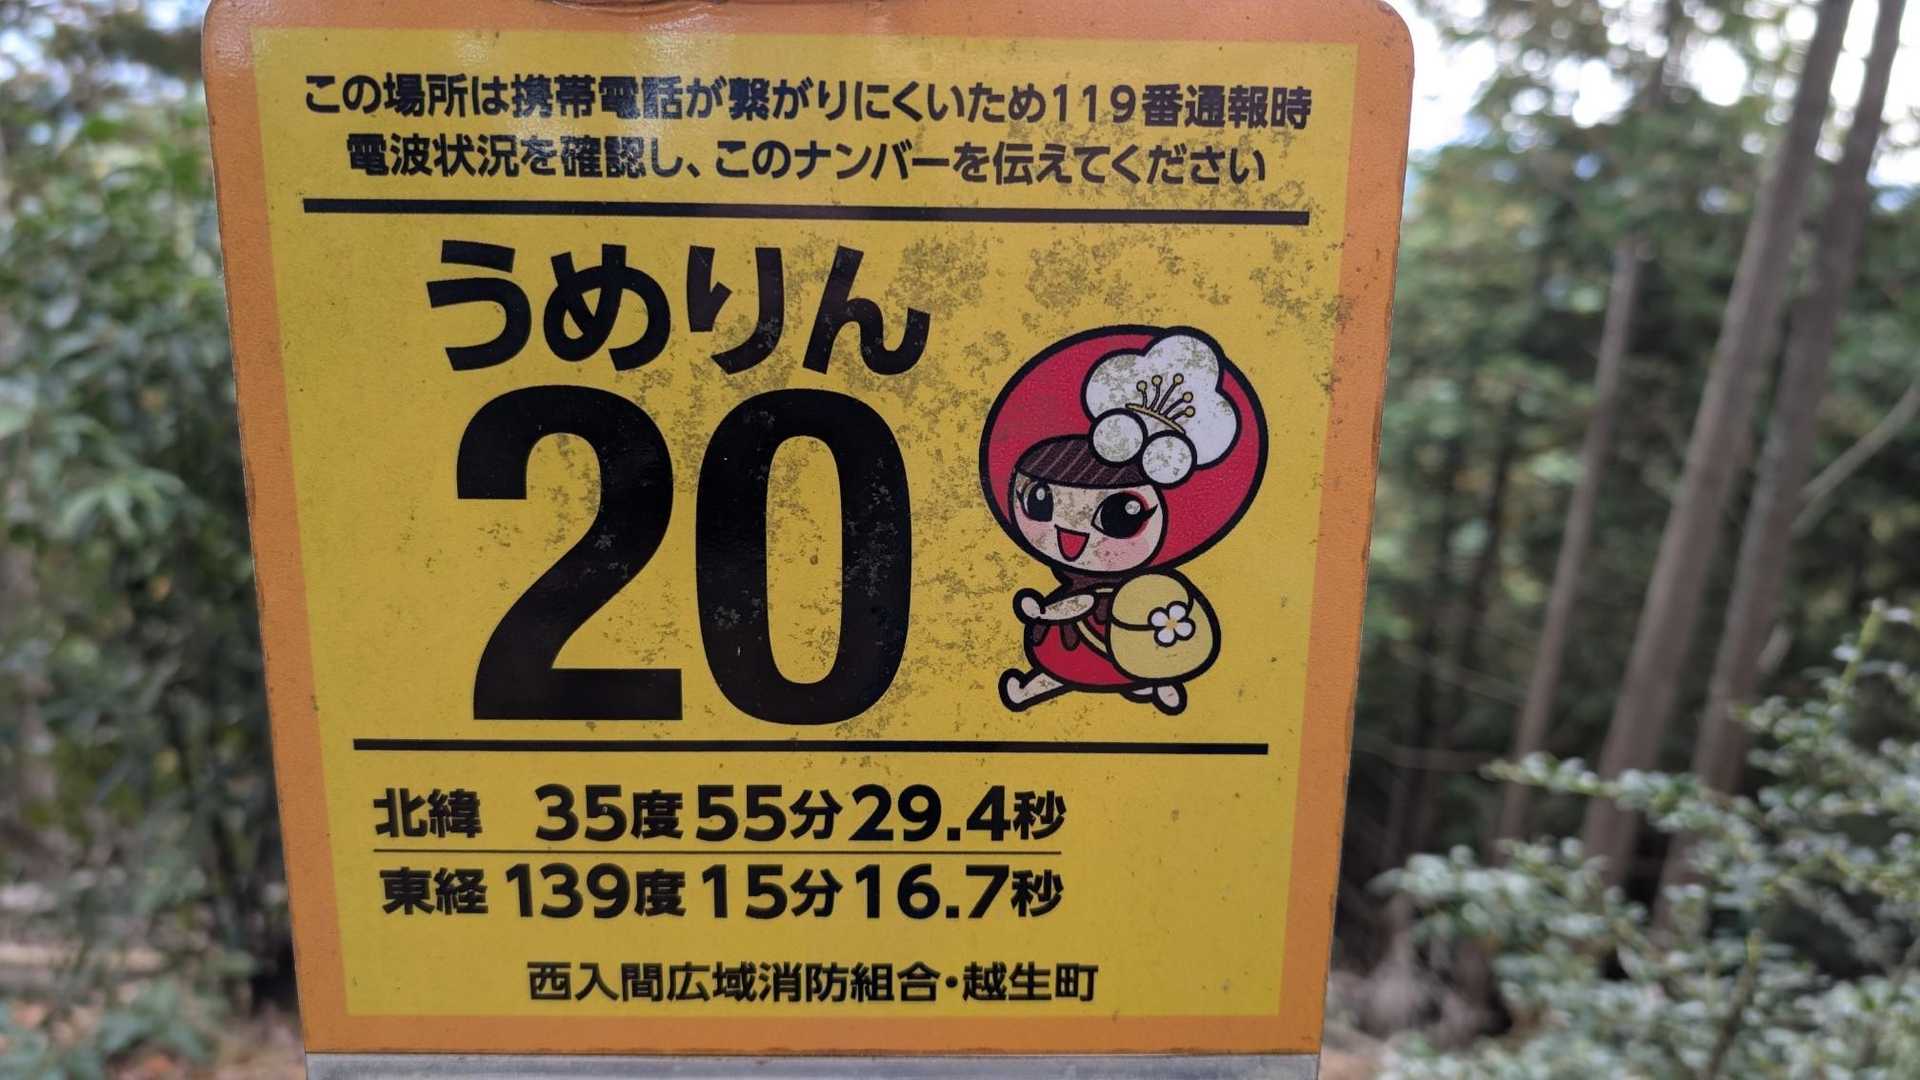 この場所は携帯電話が繋がりにくいため119番通報時
電波状況を確認し、このナンバーを伝えてください
うめりん
20
北緯 35度55分29.4秒
東経 139度15分16.7秒
西入間広域消防組合・越生町